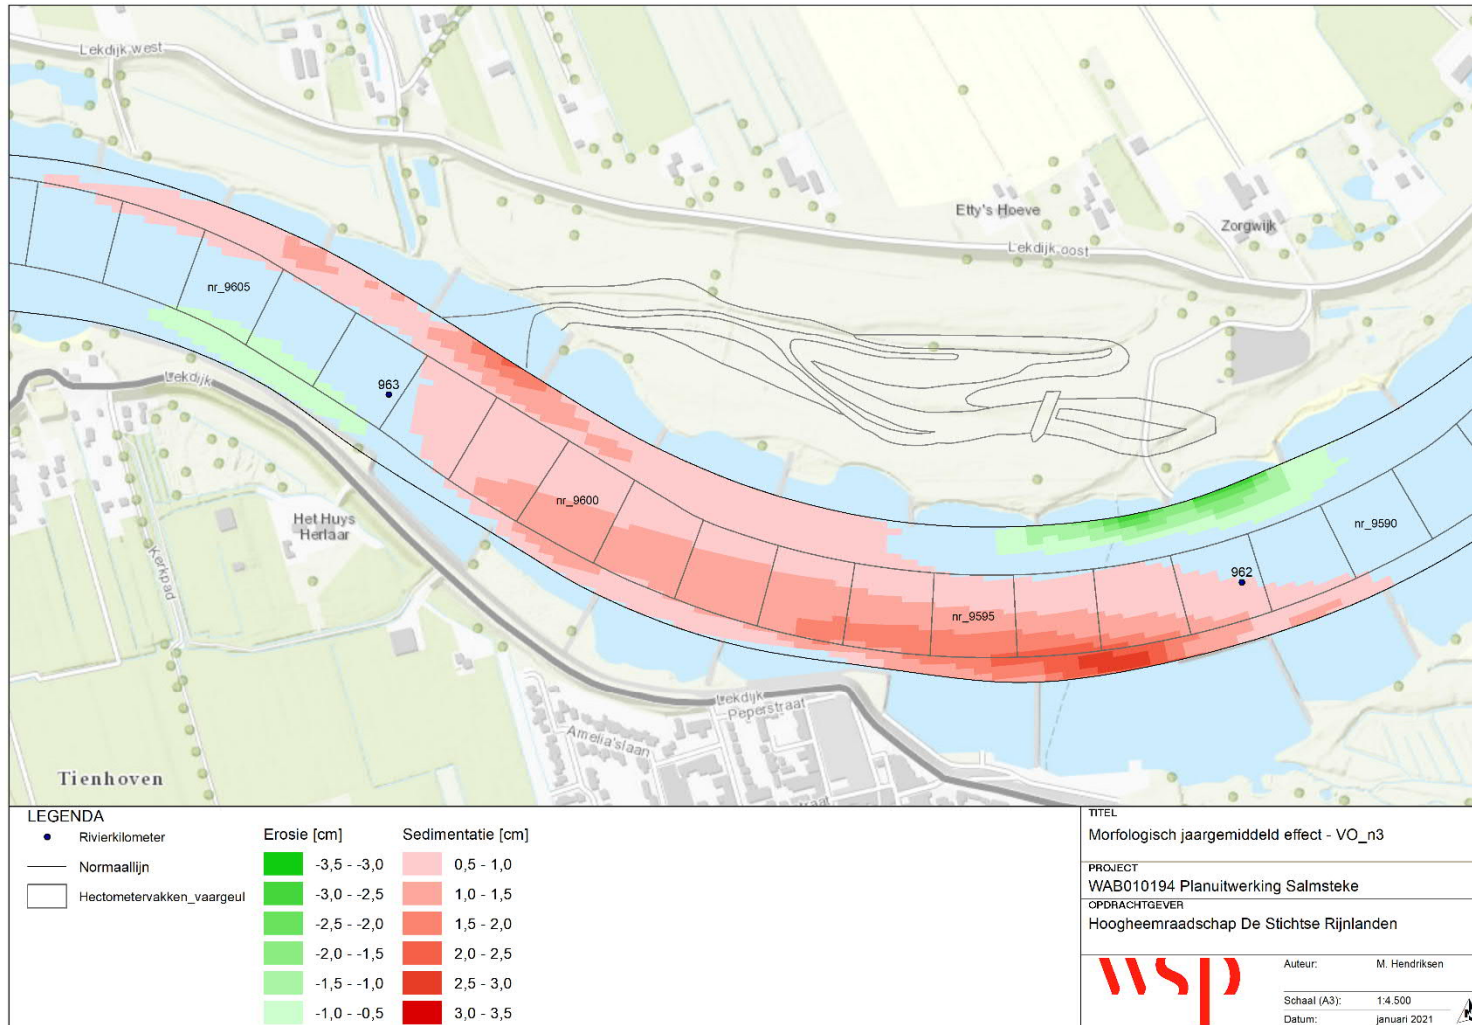 Lekdijk west
Etty's Hoeve
Zorgwijk
Lekdijk oost
nr_9605
963
Lekdijk
nr_9600
Het Huys
Herlaar
Kerkpad
nr_9590
962
nr_9595
Lekdijk
Peperstraat
Amelia'slaan
Tienhoven
LEGENDA
Rivierkilometer
Normaallijn
Hectometervakken_vaargeul
Erosie [cm]
-3,5 - -3,0
-3,0 - -2,5
-2,5 - -2,0
-2,0 - -1,5
-1,5 - -1,0
-1,0 - -0,5
Sedimentatie [cm]
0,5 - 1,0
1,0 - 1,5
1,5 - 2,0
2,0 - 2,5
2,5 - 3,0
3,0 - 3,5
TITEL
Morfologisch jaargemiddeld effect - VO_n3
PROJECT
WAB010194 Planuitwerking Salmsteke
OPDRACHTGEVER
Hoogheemraadschap De Stichtse Rijnlanden
wsp
Auteur: M. Hendriksen
Schaal (A3): 1:4.500
Datum: januari 2021